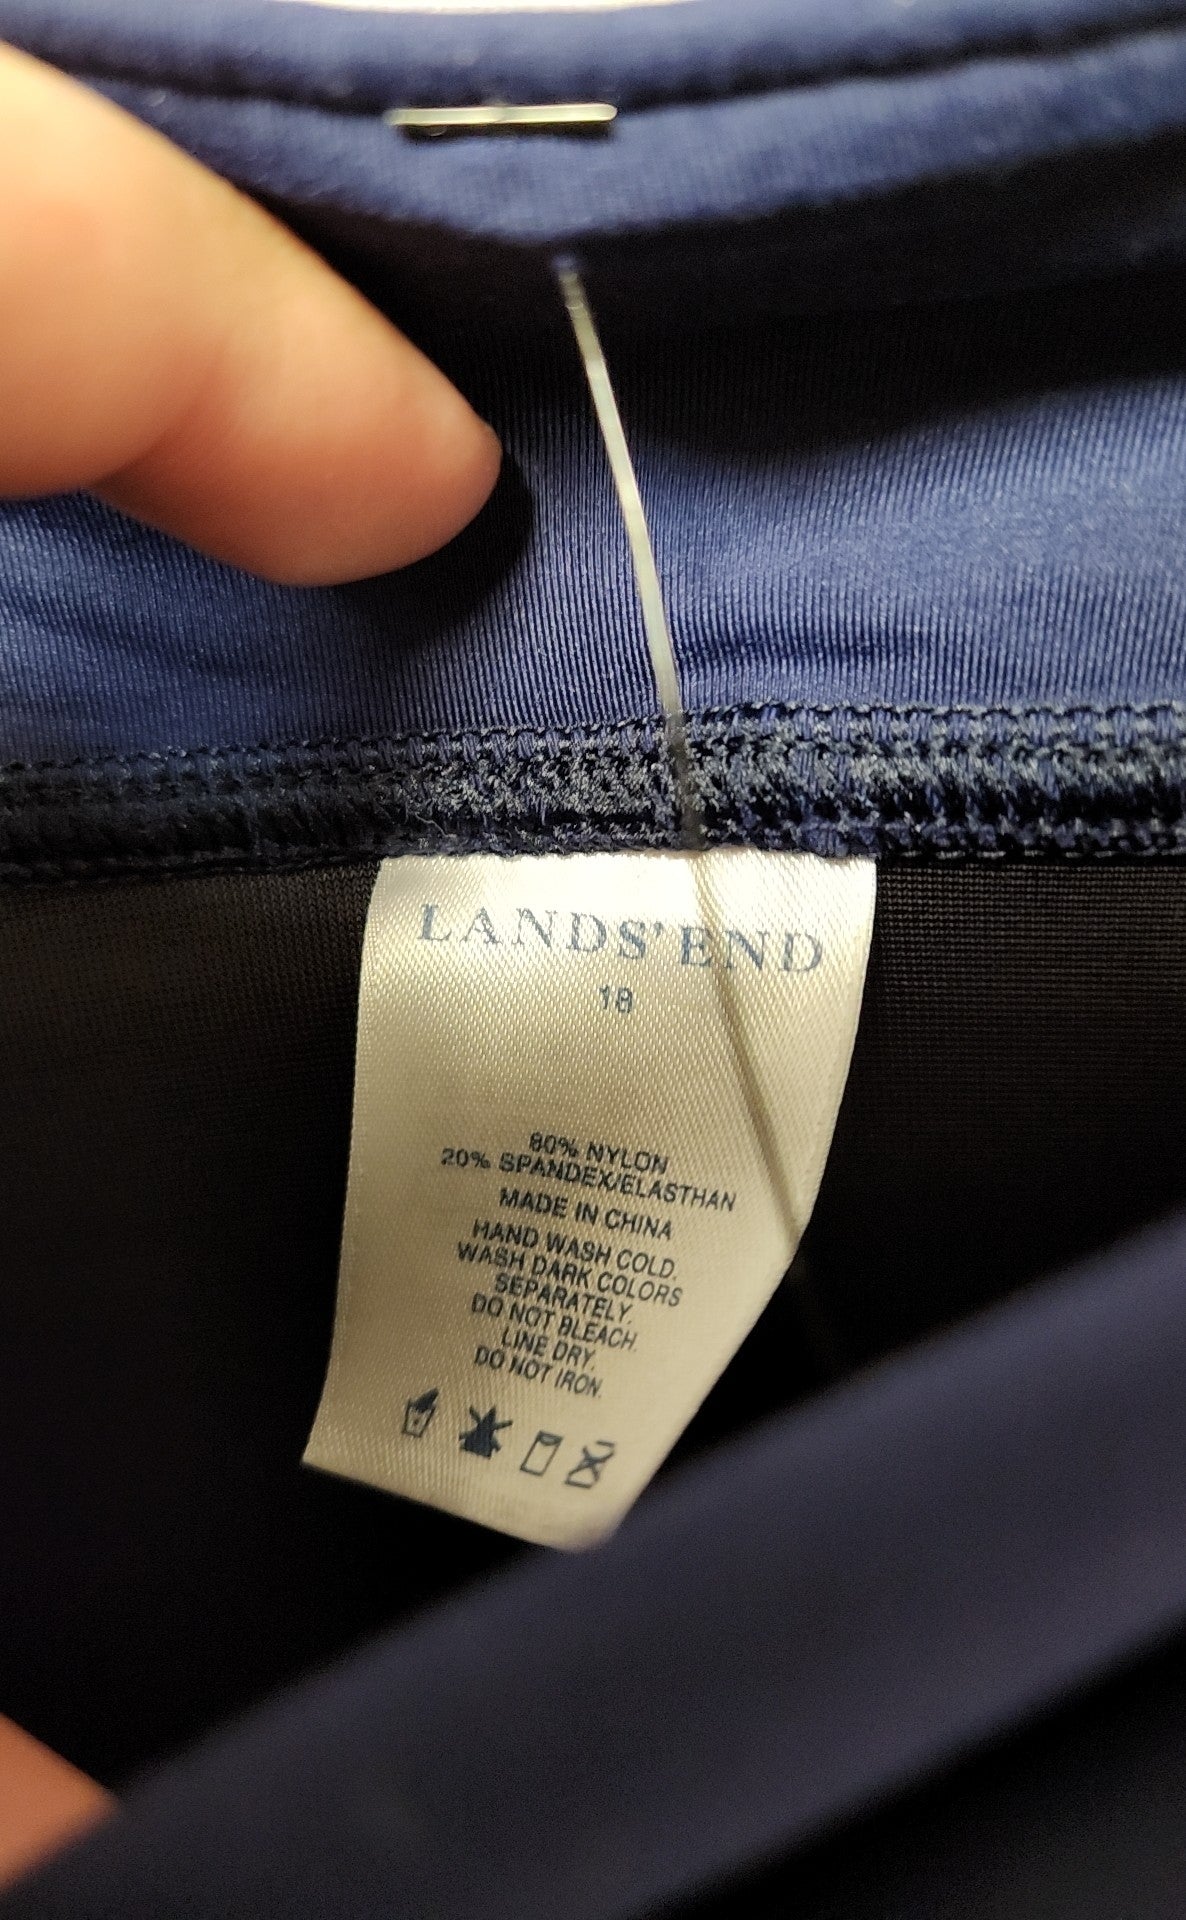 LANDS' END
18
80% NYLON
20% SPANDEX/ELASTHAN
MADE IN CHINA
HAND WASH COLD.
WASH DARK COLORS
SEPARATELY.
DO NOT BLEACH.
LINE DRY.
DO NOT IRON.